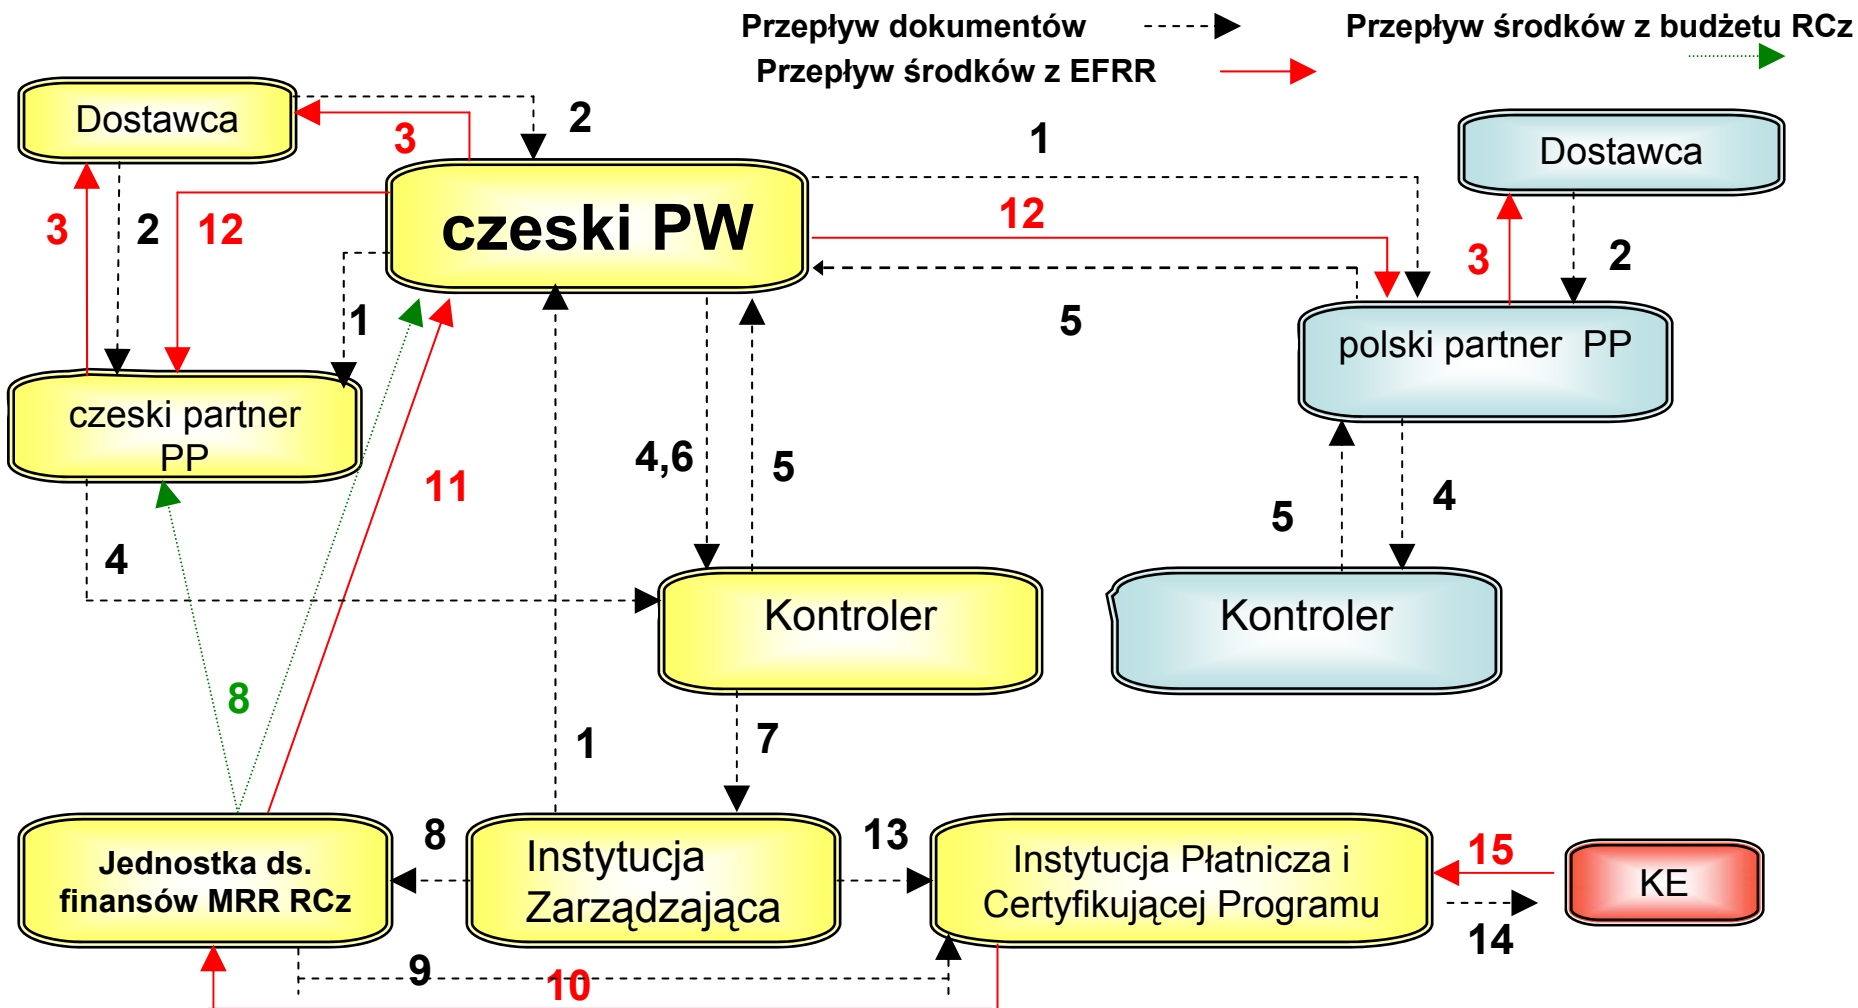 Przepływ dokumentów
Przepływ środków z budżetu RCz
Przepływ środków z EFRR
Dostawca
2
3
1
Dostawca
3
2
12
czeski PW
12
3
2
1
5
polski partner PP
czeski partner
PP
4,6
5
11
5
4
4
Kontroler
Kontroler
8
1
7
8
13
15
Jednostka ds.
finansów MRR RCz
Instytucja
Zarządzająca
Instytucja Płatnicza i
Certyfikującej Programu
KE
14
9
10